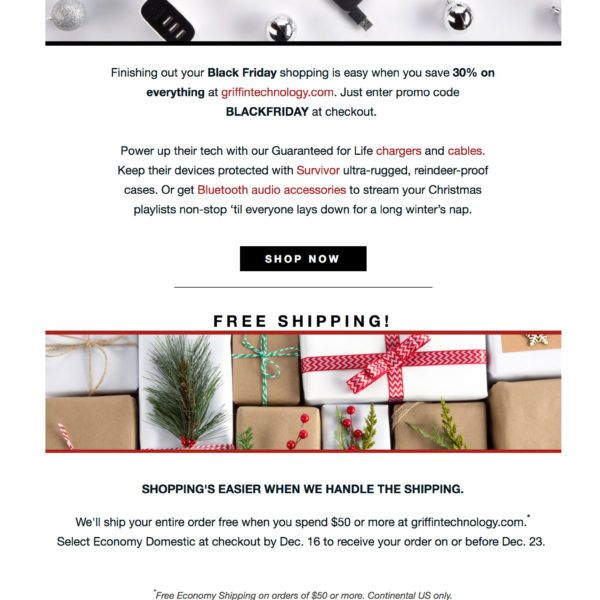 Finishing out your Black Friday shopping is easy when you save 30% on
everything at griffintechnology.com. Just enter promo code
BLACKFRIDAY at checkout.
Power up their tech with our Guaranteed for Life chargers and cables.
Keep their devices protected with Survivor ultra-rugged, reindeer-proof
cases. Or get Bluetooth audio accessories to stream your Christmas
playlists non-stop ‘til everyone lays down for a long winter’s nap.
SHOP NOW
FREE SHIPPING!
SHOPPING'S EASIER WHEN WE HANDLE THE SHIPPING.
We'll ship your entire order free when you spend $50 or more at griffintechnology.com.*
Select Economy Domestic at checkout by Dec. 16 to receive your order on or before Dec. 23.
*Free Economy Shipping on orders of $50 or more. Continental US only.